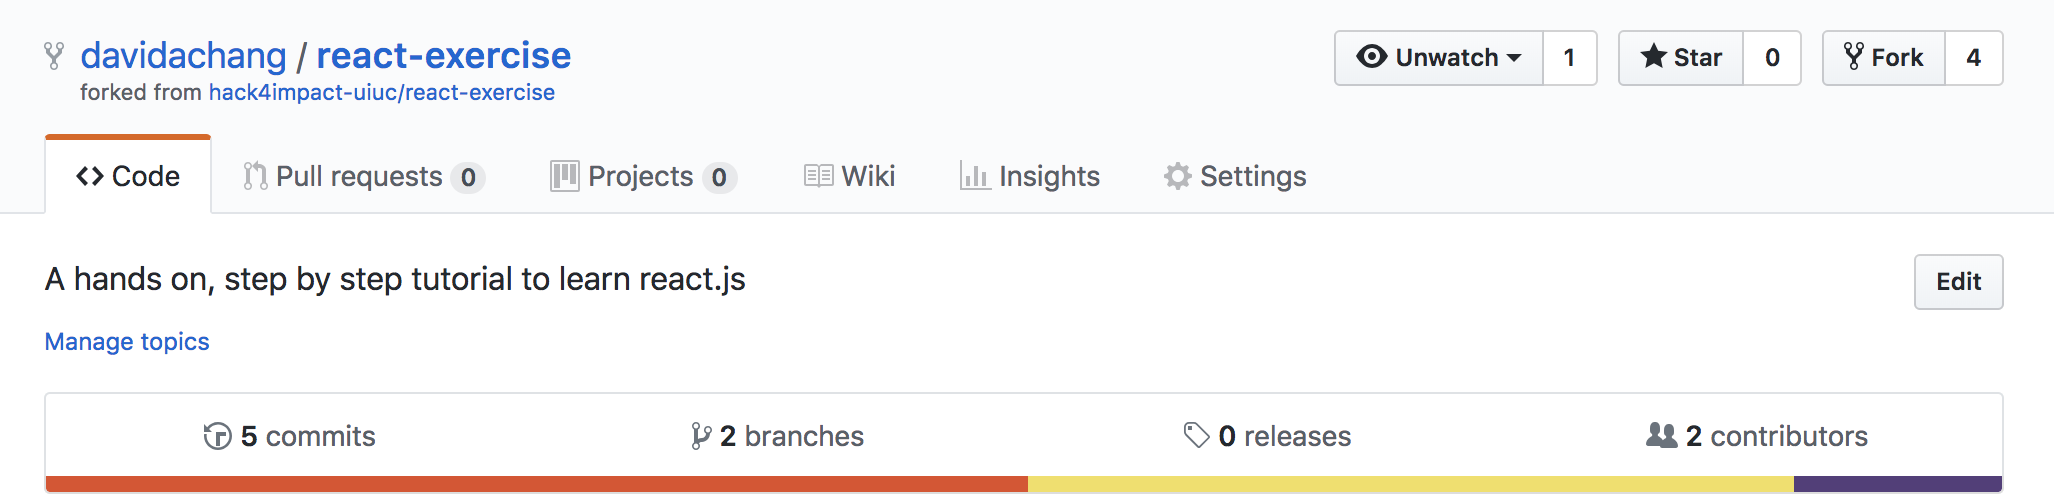 davidachang / react-exercise
forked from hack4impact-uiuc/react-exercise
Unwatch 1
Star 0
Fork 4
Code
Pull requests 0
Projects 0
Wiki
Insights
Settings
A hands on, step by step tutorial to learn react.js
Edit
Manage topics
5 commits
2 branches
0 releases
2 contributors